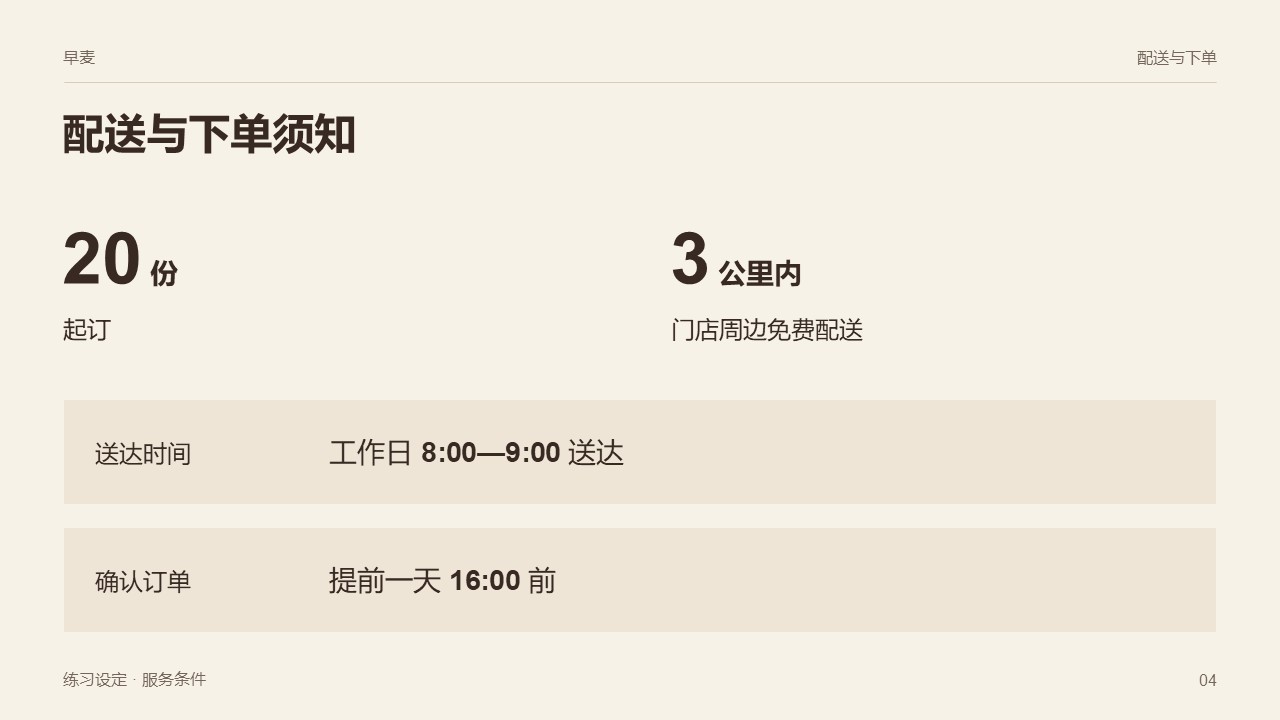 早麦
配送与下单
配送与下单须知
20 份
起订
3 公里内
门店周边免费配送
送达时间
工作日 8:00—9:00 送达
确认订单
提前一天 16:00 前
练习设定 · 服务条件
04